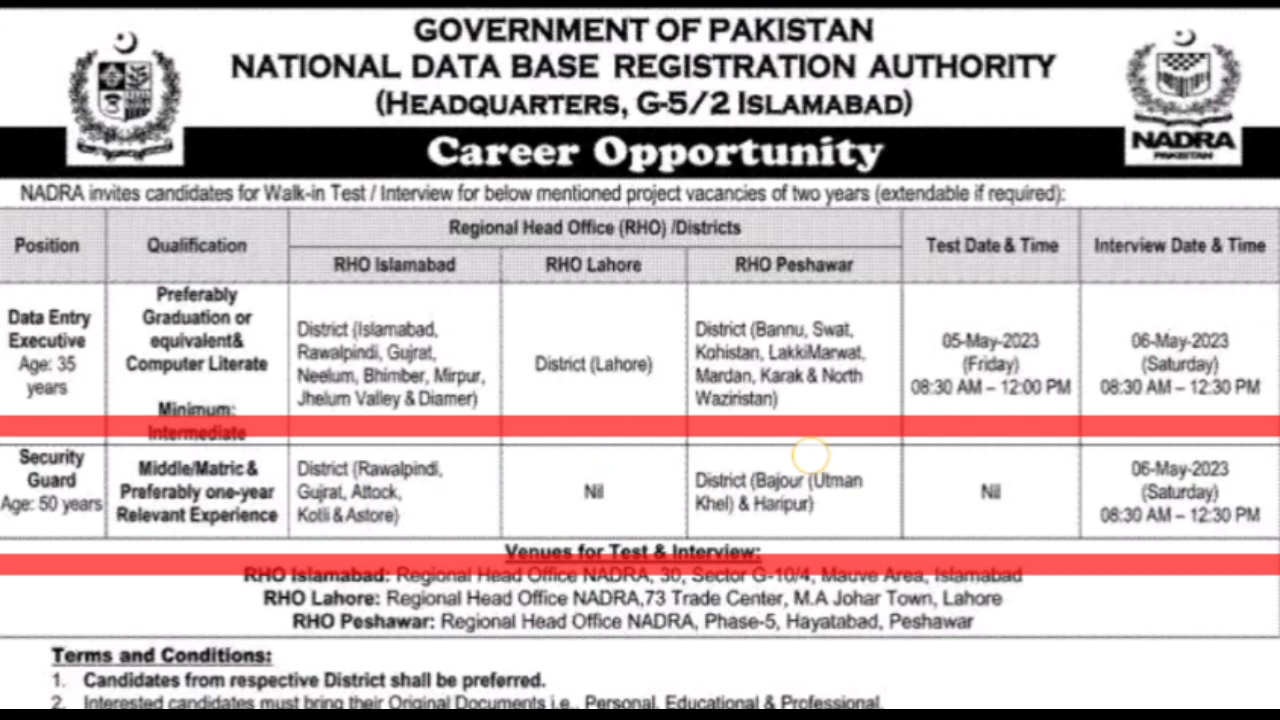 GOVERNMENT OF PAKISTAN
NATIONAL DATA BASE REGISTRATION AUTHORITY
(HEADQUARTERS, G-5/2 ISLAMABAD)
NADRA
PAKISTAN
Career Opportunity
NADRA invites candidates for Walk-in Test / Interview for below mentioned project vacancies of two years (extendable if required):
Position
Qualification
Regional Head Office (RHO) /Districts
RHO Islamabad
RHO Lahore
RHO Peshawar
Test Date & Time
Interview Date & Time
Data Entry
Executive
Age: 35
years
Preferably
Graduation or
equivalent&
Computer Literate
Minimum:
Intermediate
District (Islamabad,
Rawalpindi, Gujrat,
Neelum, Bhimber, Mirpur,
Jhelum Valley & Diamer)
District (Lahore)
District (Bannu, Swat,
Kohistan, LakkiMarwat,
Mardan, Karak & North
Waziristan)
05-May-2023
(Friday)
08:30 AM – 12:00 PM
06-May-2023
(Saturday)
08:30 AM – 12:30 PM
Security
Guard
Age: 50 years
Middle/Matric &
Preferably one-year
Relevant Experience
District (Rawalpindi,
Gujrat, Attock,
Kotli & Astore)
Nil
District (Bajour (Utman
Khel) & Haripur)
Nil
06-May-2023
(Saturday)
08:30 AM – 12:30 PM
Venues for Test & Interview:
RHO Islamabad: Regional Head Office NADRA, 30, Sector G-10/4, Mauve Area, Islamabad
RHO Lahore: Regional Head Office NADRA,73 Trade Center, M.A Johar Town, Lahore
RHO Peshawar: Regional Head Office NADRA, Phase-5, Hayatabad, Peshawar
Terms and Conditions:
1. Candidates from respective District shall be preferred.
2. Interested candidates must bring their Original Documents i.e., Personal, Educational & Professional.